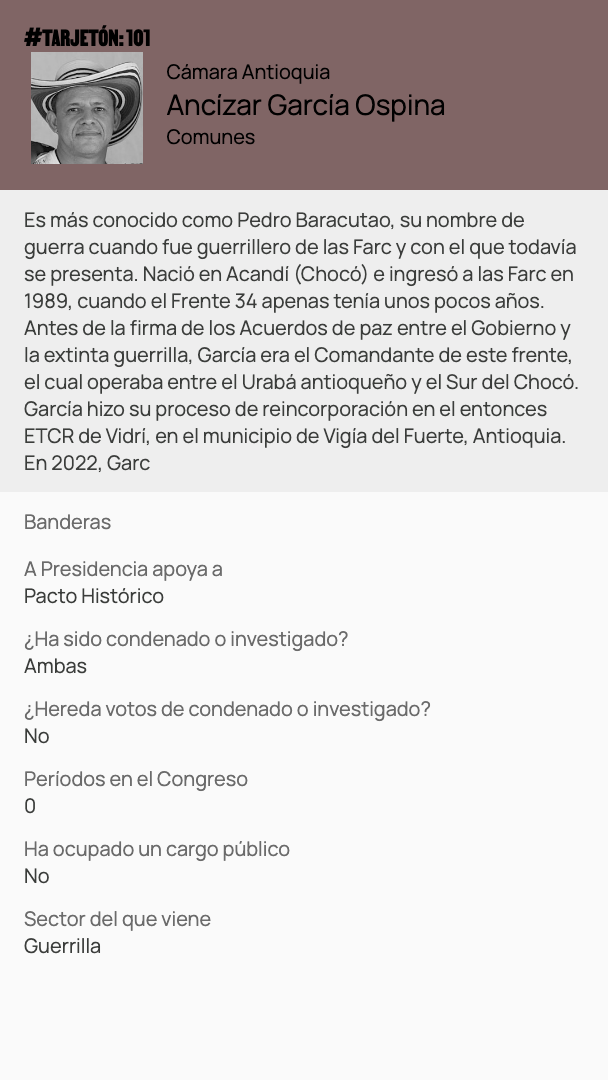 #TARJETÓN: 101
Cámara Antioquia
Ancízar García Ospina
Comunes
Es más conocido como Pedro Baracutao, su nombre de
guerra cuando fue guerrillero de las Farc y con el que todavía
se presenta. Nació en Acandí (Chocó) e ingresó a las Farc en
1989, cuando el Frente 34 apenas tenía unos pocos años.
Antes de la firma de los Acuerdos de paz entre el Gobierno y
la extinta guerrilla, García era el Comandante de este frente,
el cual operaba entre el Urabá antioqueño y el Sur del Chocó.
García hizo su proceso de reincorporación en el entonces
ETCR de Vidrí, en el municipio de Vigía del Fuerte, Antioquia.
En 2022, Garc
Banderas
A Presidencia apoya a
Pacto Histórico
¿Ha sido condenado o investigado?
Ambas
¿Hereda votos de condenado o investigado?
No
Períodos en el Congreso
0
Ha ocupado un cargo público
No
Sector del que viene
Guerrilla